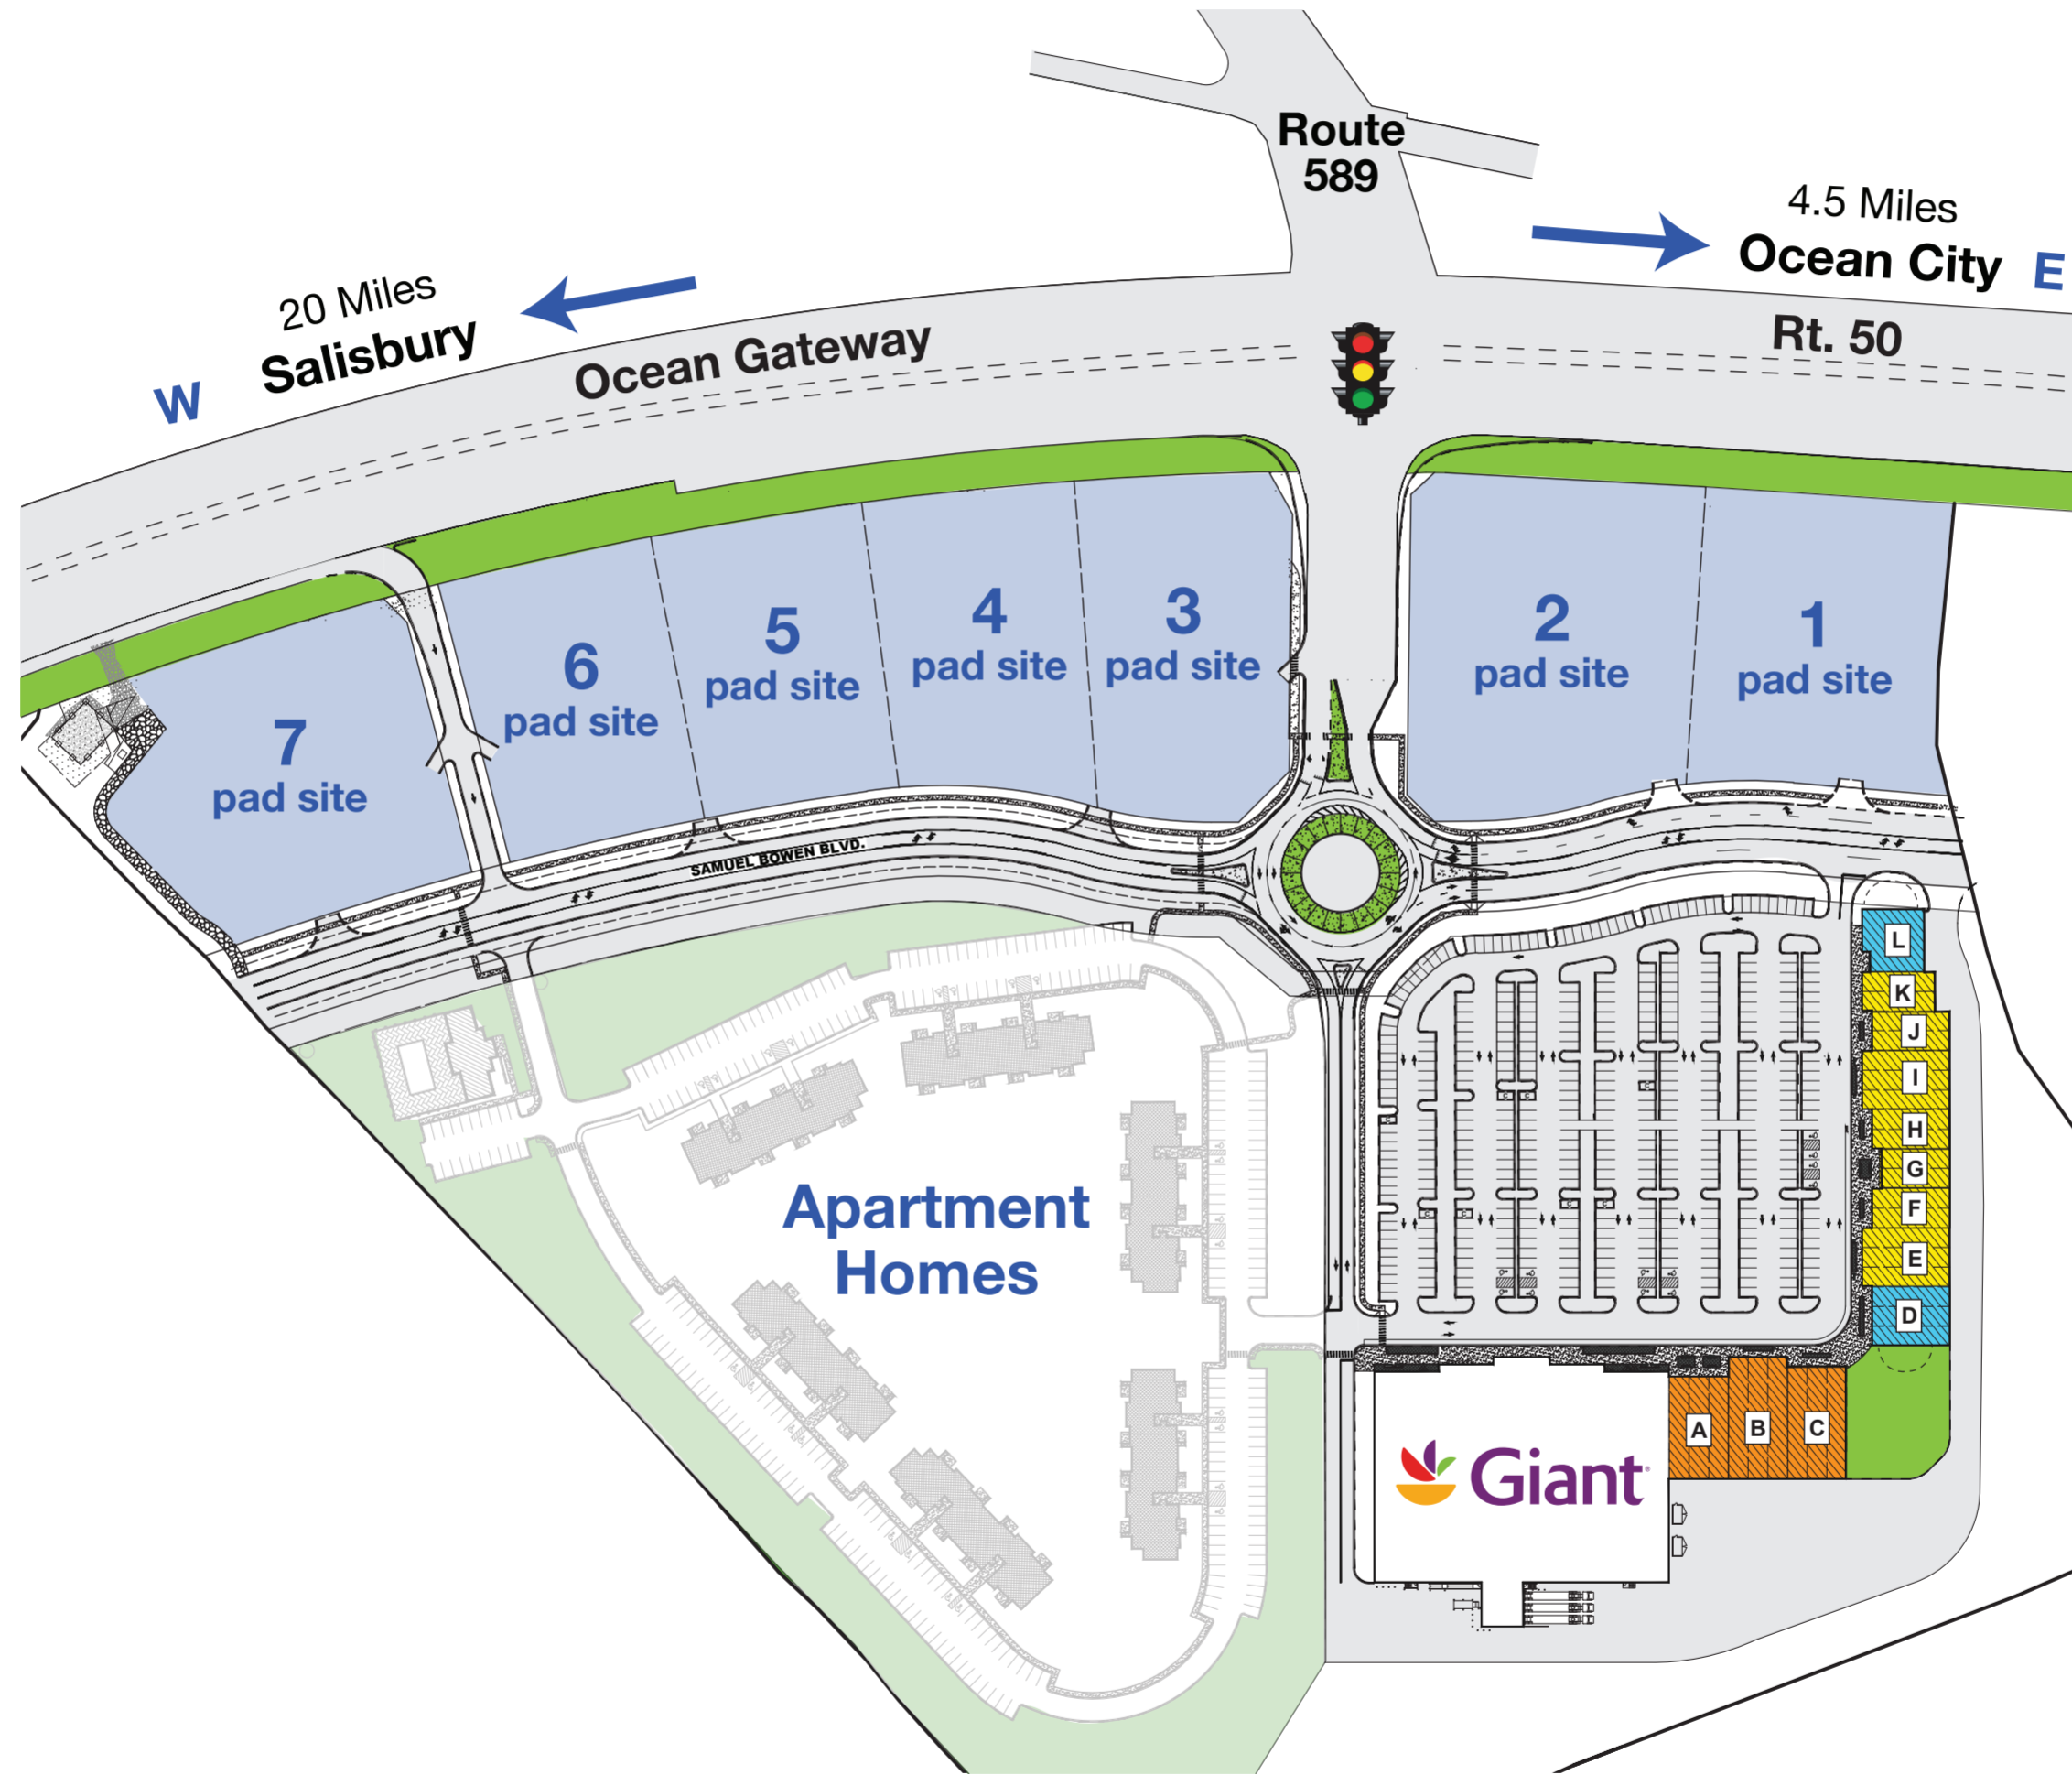 Route
589
4.5 Miles
Ocean City E
20 Miles
W Salisbury
Ocean Gateway
Rt. 50
7
pad site
6
pad site
5
pad site
4
pad site
3
pad site
2
pad site
1
pad site
SAMUEL BOWEN BLVD.
L
K
J
I
H
G
F
E
D
Apartment
Homes
A B C
Giant